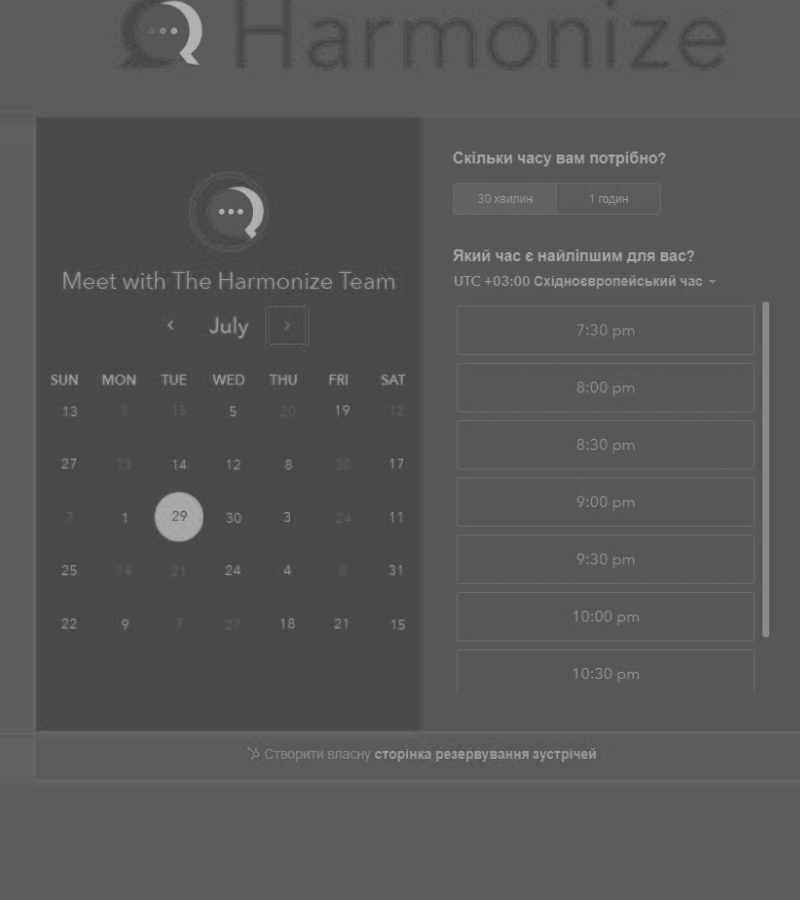 Harmonize
Meet with The Harmonize Team
July
SUN MON TUE WED THU FRI SAT
13 8 15 5 20 19 12
27 13 14 12 8 30 17
7 1 29 30 3 24 11
25 14 21 24 4 8 31
22 9 7 27 18 21 15
Скільки часу вам потрібно?
30 хвилин 1 годин
Який час є найліпшим для вас?
UTC +03:00 Східноєвропейський час
7:30 pm
8:00 pm
8:30 pm
9:00 pm
9:30 pm
10:00 pm
10:30 pm
Створити власну сторінка резервування зустрічей